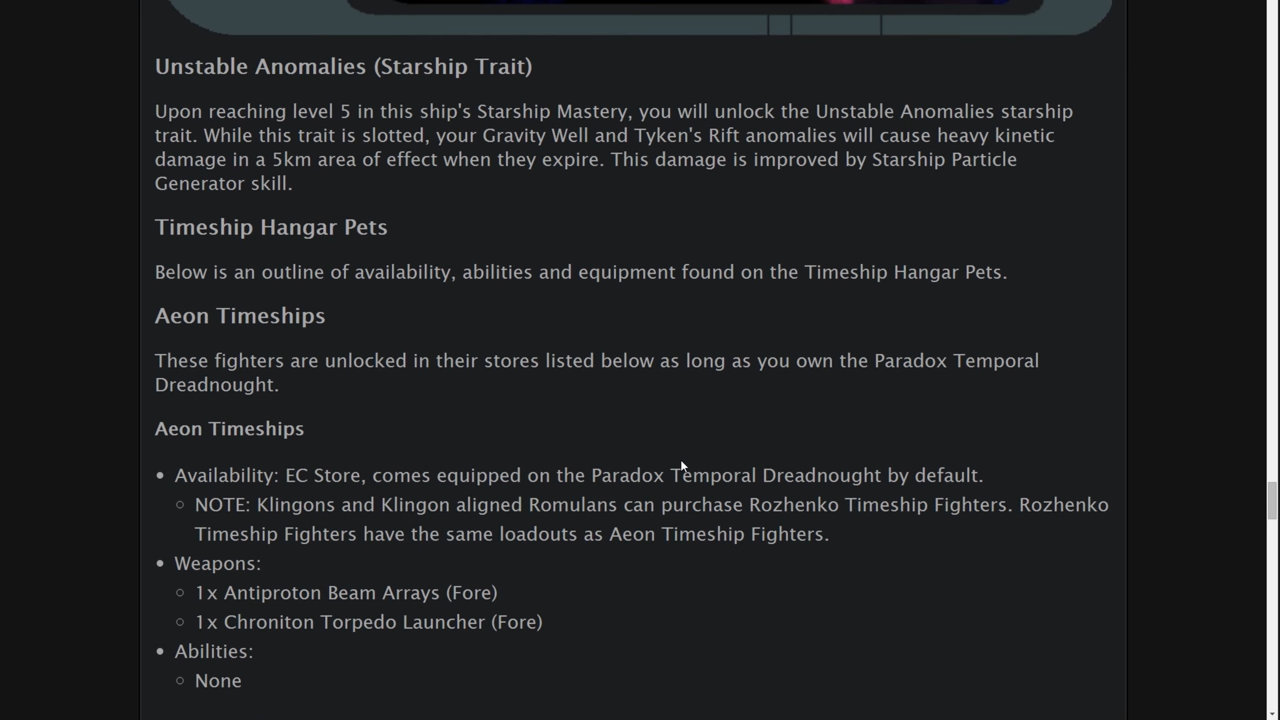 Unstable Anomalies (Starship Trait)
Upon reaching level 5 in this ship's Starship Mastery, you will unlock the Unstable Anomalies starship
trait. While this trait is slotted, your Gravity Well and Tyken's Rift anomalies will cause heavy kinetic
damage in a 5km area of effect when they expire. This damage is improved by Starship Particle
Generator skill.
Timeship Hangar Pets
Below is an outline of availability, abilities and equipment found on the Timeship Hangar Pets.
Aeon Timeships
These fighters are unlocked in their stores listed below as long as you own the Paradox Temporal
Dreadnought.
Aeon Timeships
• Availability: EC Store, comes equipped on the Paradox Temporal Dreadnought by default.
○ NOTE: Klingons and Klingon aligned Romulans can purchase Rozhenko Timeship Fighters. Rozhenko
Timeship Fighters have the same loadouts as Aeon Timeship Fighters.
• Weapons:
○ 1x Antiproton Beam Arrays (Fore)
○ 1x Chroniton Torpedo Launcher (Fore)
• Abilities:
○ None